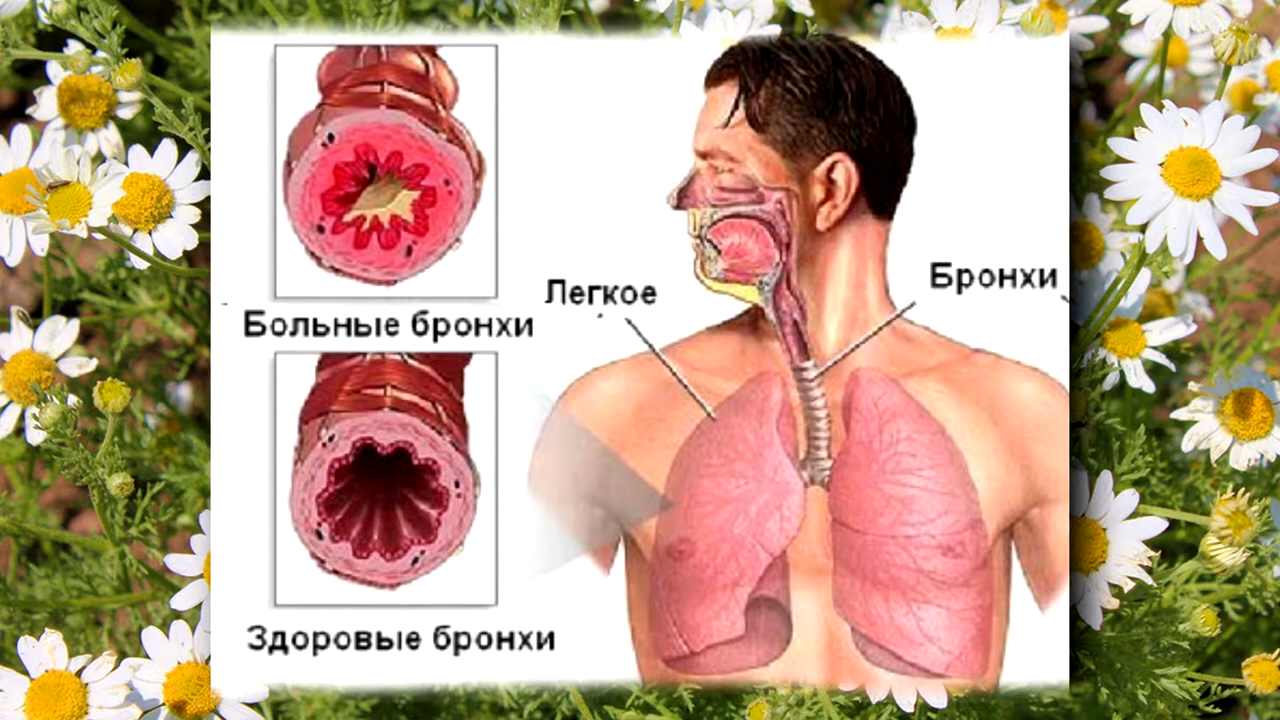 Легкое
Бронхи
Больные бронхи
Здоровые бронхи